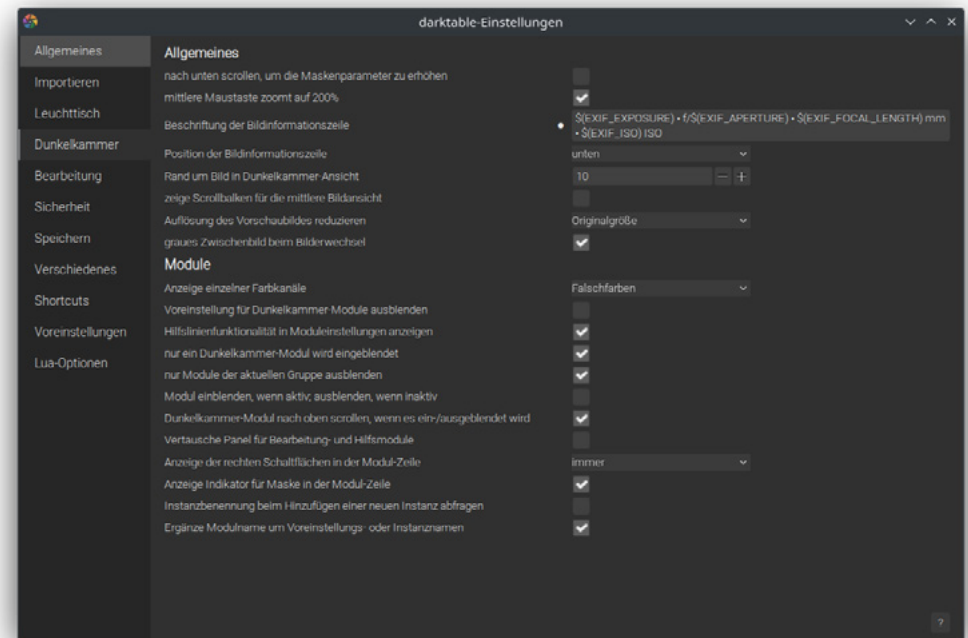 darktable-Einstellungen
Allgemeines
Importieren
Leuchttisch
Dunkelkammer
Bearbeitung
Sicherheit
Speichern
Verschiedenes
Shortcuts
Voreinstellungen
Lua-Optionen
Allgemeines
nach unten scrollen, um die Maskenparameter zu erhöhen
mittlere Maustaste zoomt auf 200%
Beschriftung der Bildinformationszeile
$(EXIF_EXPOSURE) • f/$(EXIF_APERTURE) • $(EXIF_FOCAL_LENGTH) mm
• $(EXIF_ISO) ISO
Position der Bildinformationszeile unten
Rand um Bild in Dunkelkammer-Ansicht 10
zeige Scrollbalken für die mittlere Bildansicht
Auflösung des Vorschaubildes reduzieren Originalgröße
graues Zwischenbild beim Bilderwechsel
Module
Anzeige einzelner Farbkanäle Falschfarben
Voreinstellung für Dunkelkammer-Module ausblenden
Hilfslinienfunktionalität in Moduleinstellungen anzeigen
nur ein Dunkelkammer-Modul wird eingeblendet
nur Module der aktuellen Gruppe ausblenden
Modul einblenden, wenn aktiv; ausblenden, wenn inaktiv
Dunkelkammer-Modul nach oben scrollen, wenn es ein-/ausgeblendet wird
Vertausche Panel für Bearbeitung- und Hilfsmodule
Anzeige der rechten Schaltflächen in der Modul-Zeile immer
Anzeige Indikator für Maske in der Modul-Zeile
Instanzbenennung beim Hinzufügen einer neuen Instanz abfragen
Ergänze Modulname um Voreinstellungs- oder Instanznamen
?